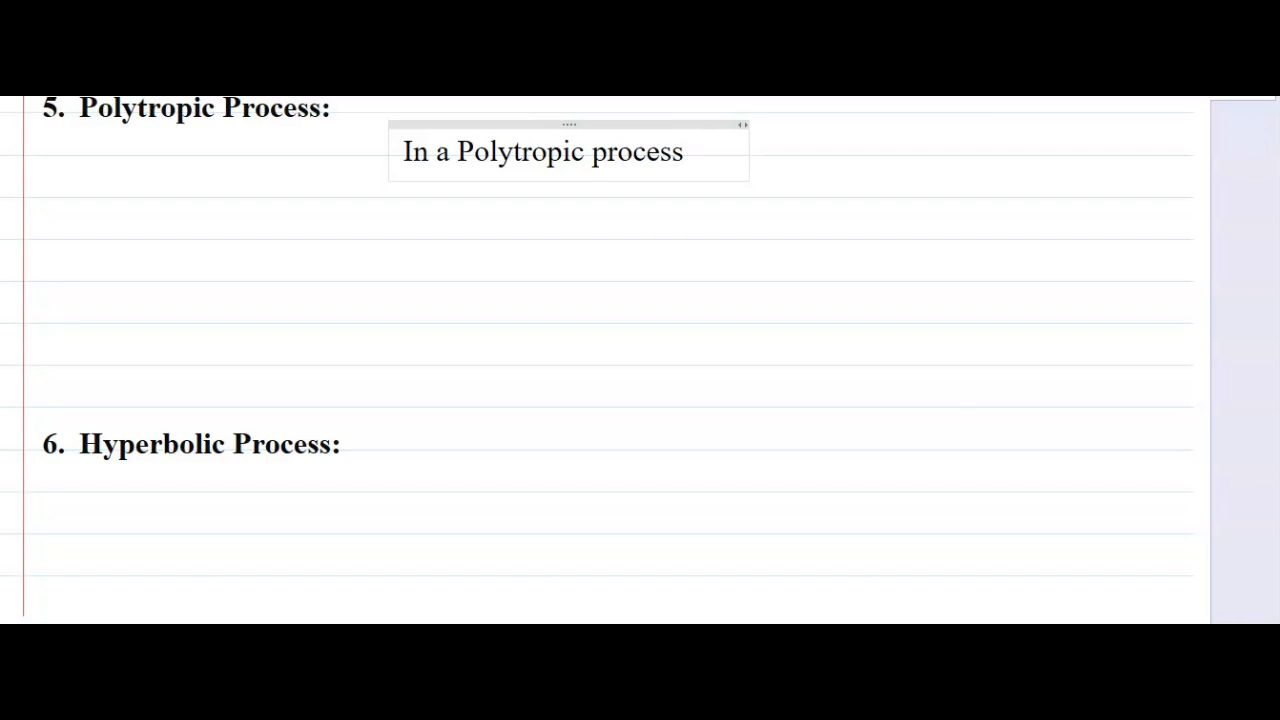 5. Polytropic Process:
In a Polytropic process
6. Hyperbolic Process: